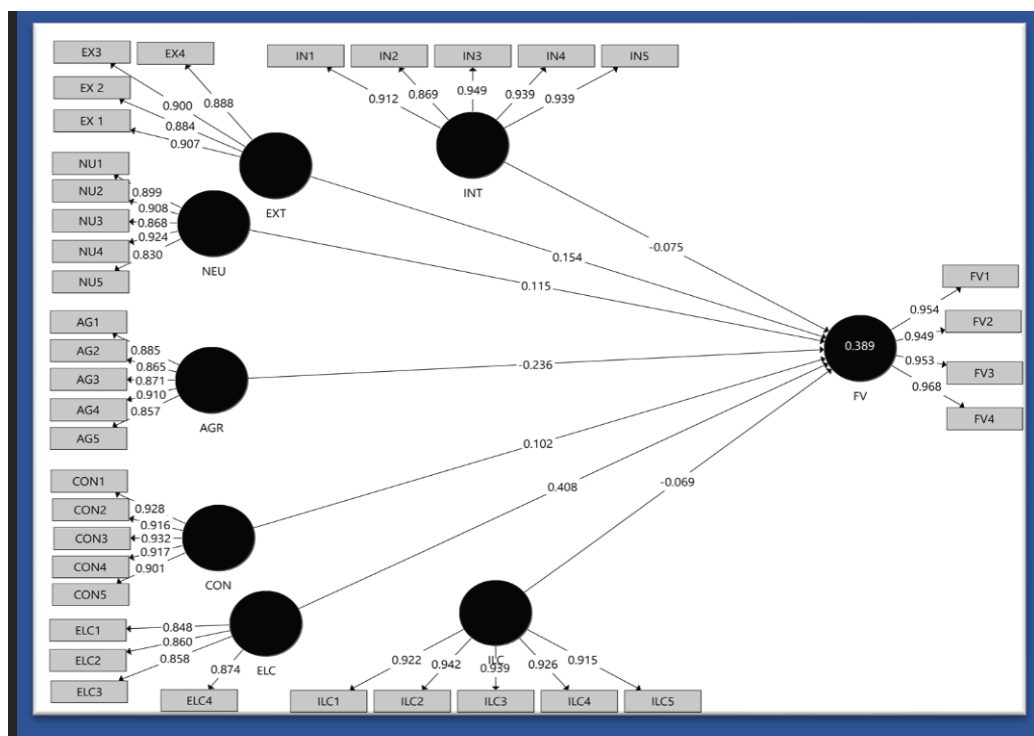 EX3
EX4
EX 2
EX 1
0.900
0.888
0.884
0.907
EXT
IN1
IN2
IN3
IN4
IN5
0.912
0.869
0.949
0.939
0.939
INT
NU1
NU2
NU3
NU4
NU5
0.899
0.908
0.868
0.924
0.830
NEU
AG1
AG2
AG3
AG4
AG5
0.885
0.865
0.871
0.910
0.857
AGR
CON1
CON2
CON3
CON4
CON5
0.928
0.916
0.932
0.917
0.901
CON
ELC1
ELC2
ELC3
ELC4
0.848
0.860
0.858
0.874
ELC
ILC
0.922
0.942
0.939
0.926
0.915
ILC1
ILC2
ILC3
ILC4
ILC5
-0.075
0.154
0.115
-0.236
0.102
0.408
-0.069
0.389
FV
0.954
0.949
0.953
0.968
FV1
FV2
FV3
FV4